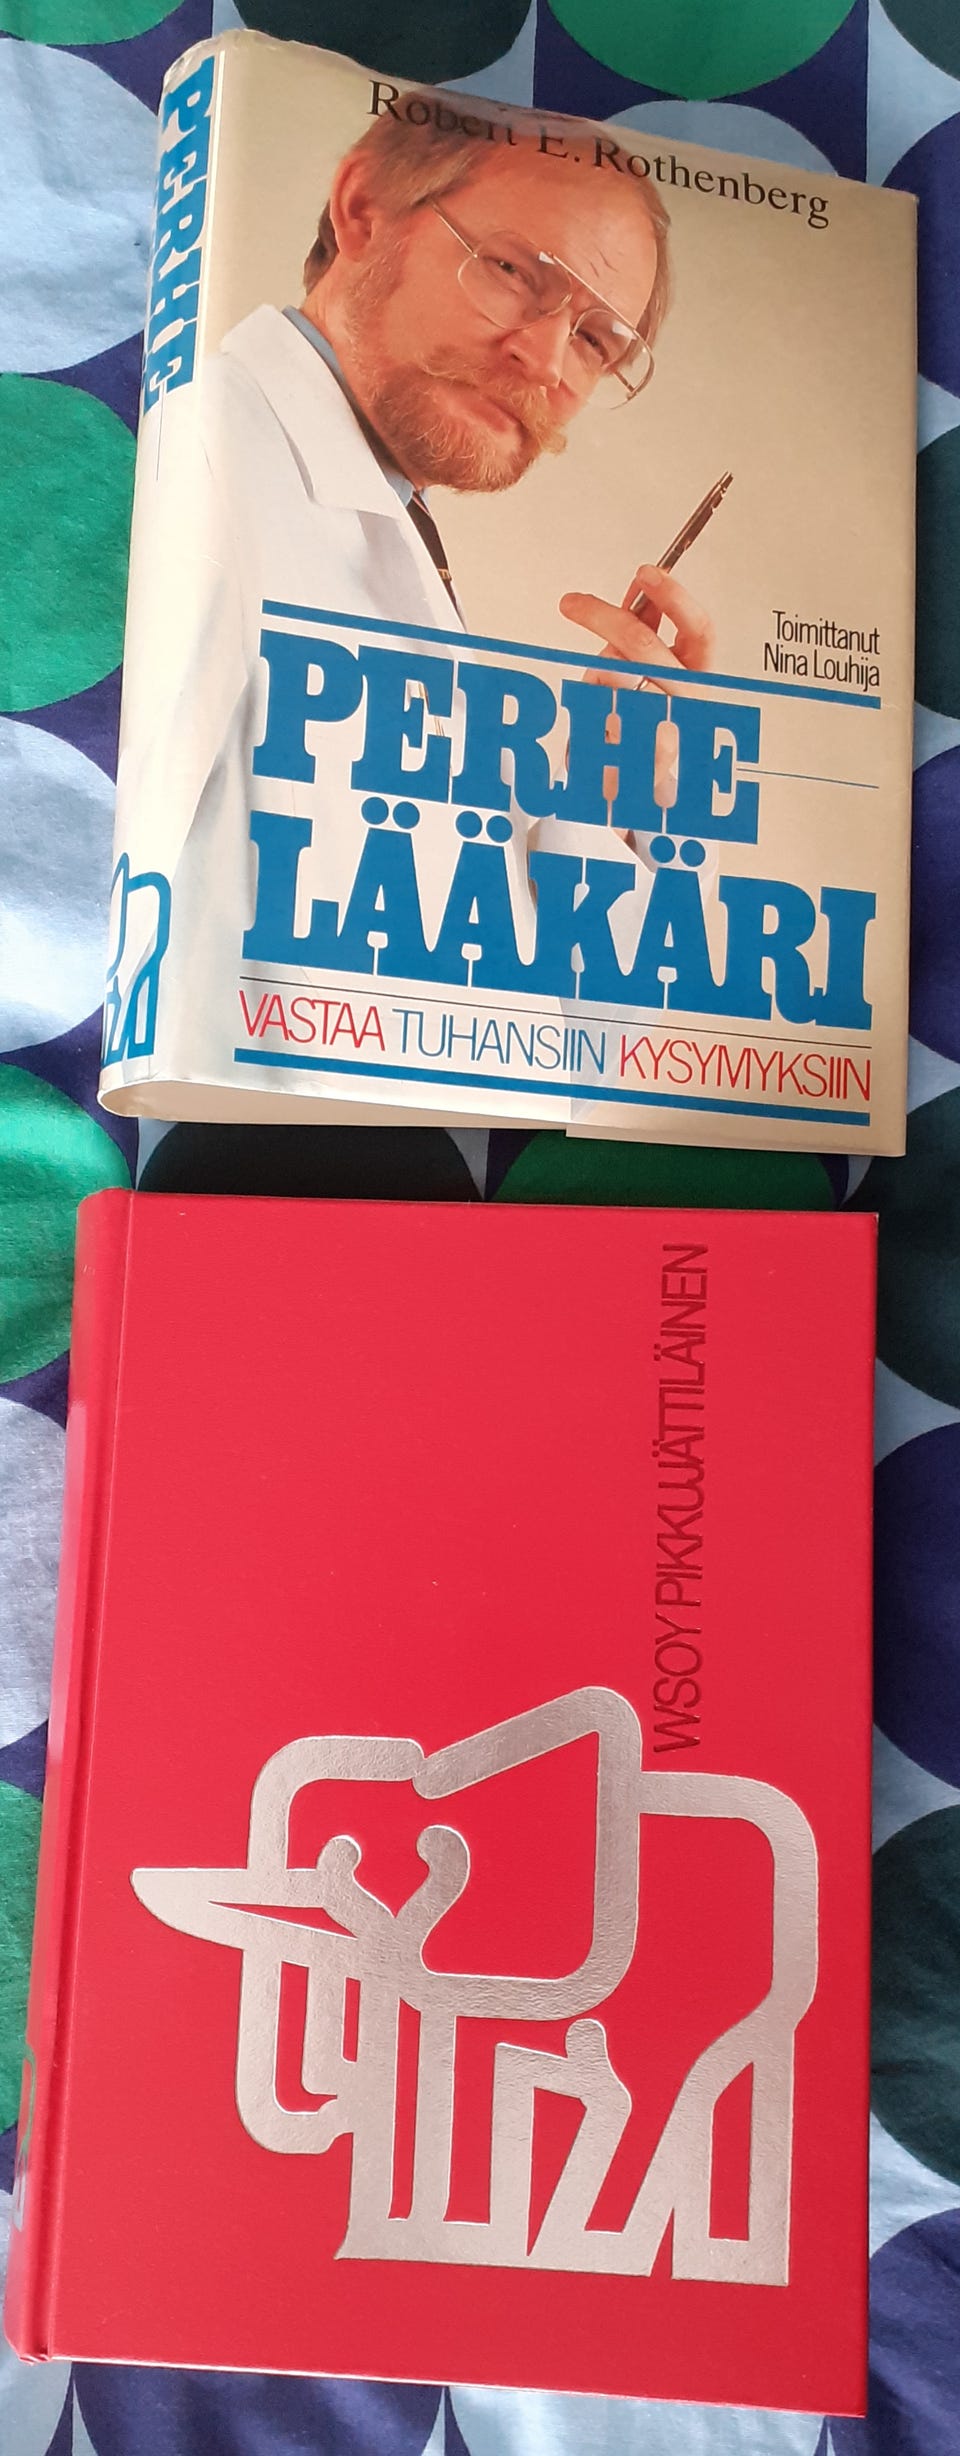 PERHE
Robert E. Rothenberg
Toimittanut
Nina Louhija
PERHE
LÄÄKÄRI
VASTAA TUHANSIIN KYSYMYKSIIN
WSOY PIKKUJÄTTILÄINEN